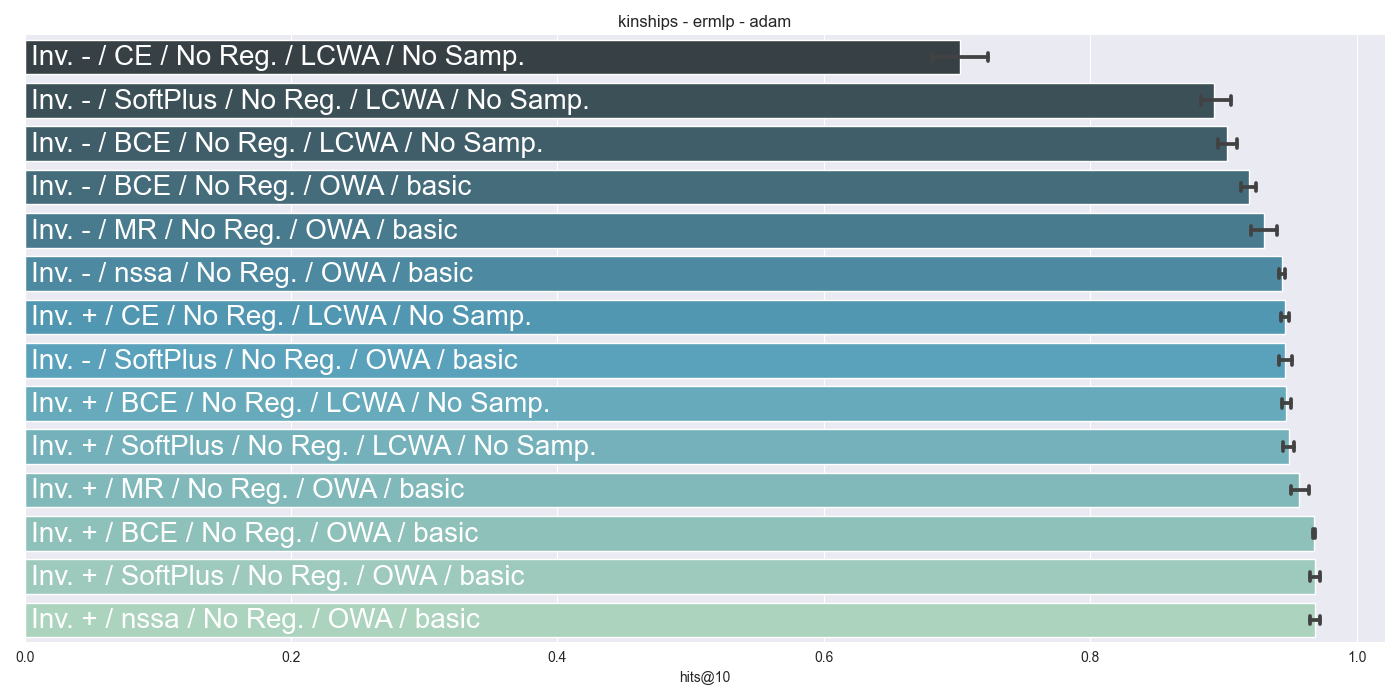 kinships - ermlp - adam
Inv. - / CE / No Reg. / LCWA / No Samp.
Inv. - / SoftPlus / No Reg. / LCWA / No Samp.
Inv. - / BCE / No Reg. / LCWA / No Samp.
Inv. - / BCE / No Reg. / OWA / basic
Inv. - / MR / No Reg. / OWA / basic
Inv. - / nssa / No Reg. / OWA / basic
Inv. + / CE / No Reg. / LCWA / No Samp.
Inv. - / SoftPlus / No Reg. / OWA / basic
Inv. + / BCE / No Reg. / LCWA / No Samp.
Inv. + / SoftPlus / No Reg. / LCWA / No Samp.
Inv. + / MR / No Reg. / OWA / basic
Inv. + / BCE / No Reg. / OWA / basic
Inv. + / SoftPlus / No Reg. / OWA / basic
Inv. + / nssa / No Reg. / OWA / basic
0.0 0.2 0.4 0.6 0.8 1.0
hits@10